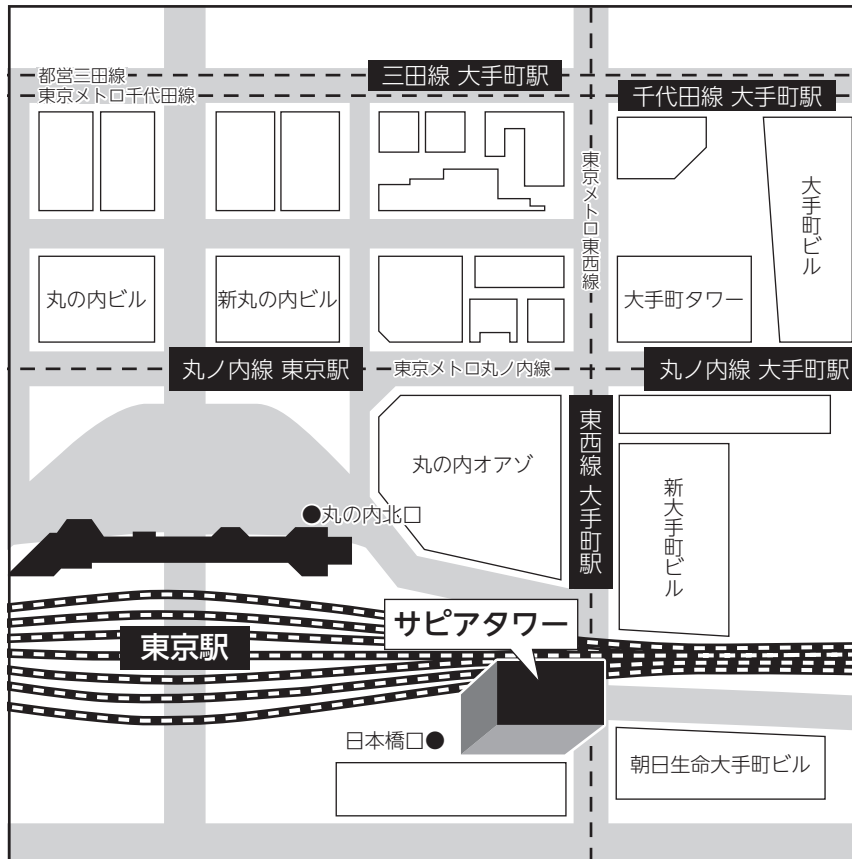 都営三田線
東京メトロ千代田線
三田線 大手町駅
千代田線 大手町駅
東京メトロ東西線
大手町ビル
丸の内ビル
新丸の内ビル
大手町タワー
丸ノ内線 東京駅
東京メトロ丸ノ内線
丸ノ内線 大手町駅
丸の内オアゾ
東西線 大手町駅
新大手町ビル
●丸の内北口
サピアタワー
東京駅
日本橋口●
朝日生命大手町ビル